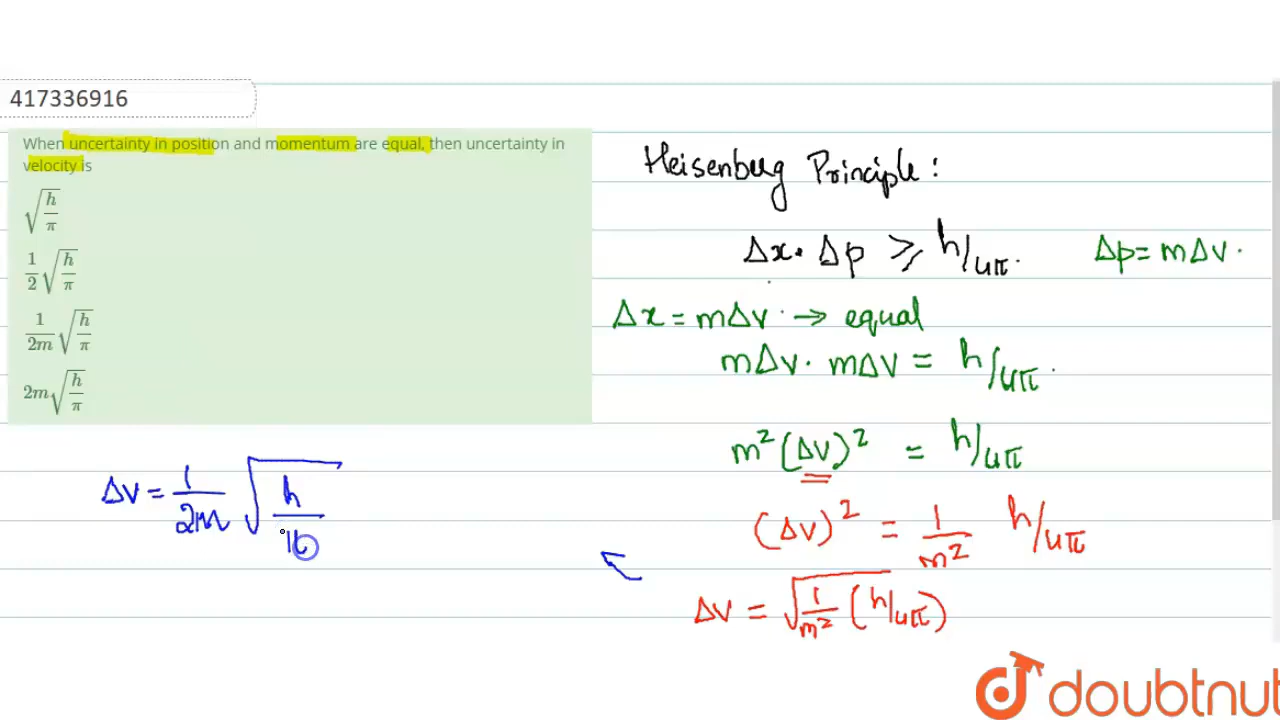 417336916
When uncertainty in position and momentum are equal, then uncertainty in
velocity is
√(h/π)
1/2 √(h/π)
1/2m √(h/π)
2m √(h/π)
Heisenberg Principle:
Δx · Δp ≥ h/4π. Δp = mΔv.
Δx = mΔv. → equal
mΔv · mΔv = h/4π.
m²(Δv)² = h/4π
(Δv)² = 1/m² h/4π
Δv = √(1/m² (h/4π))
Δv = 1/2m √(h/π)
doubtnut